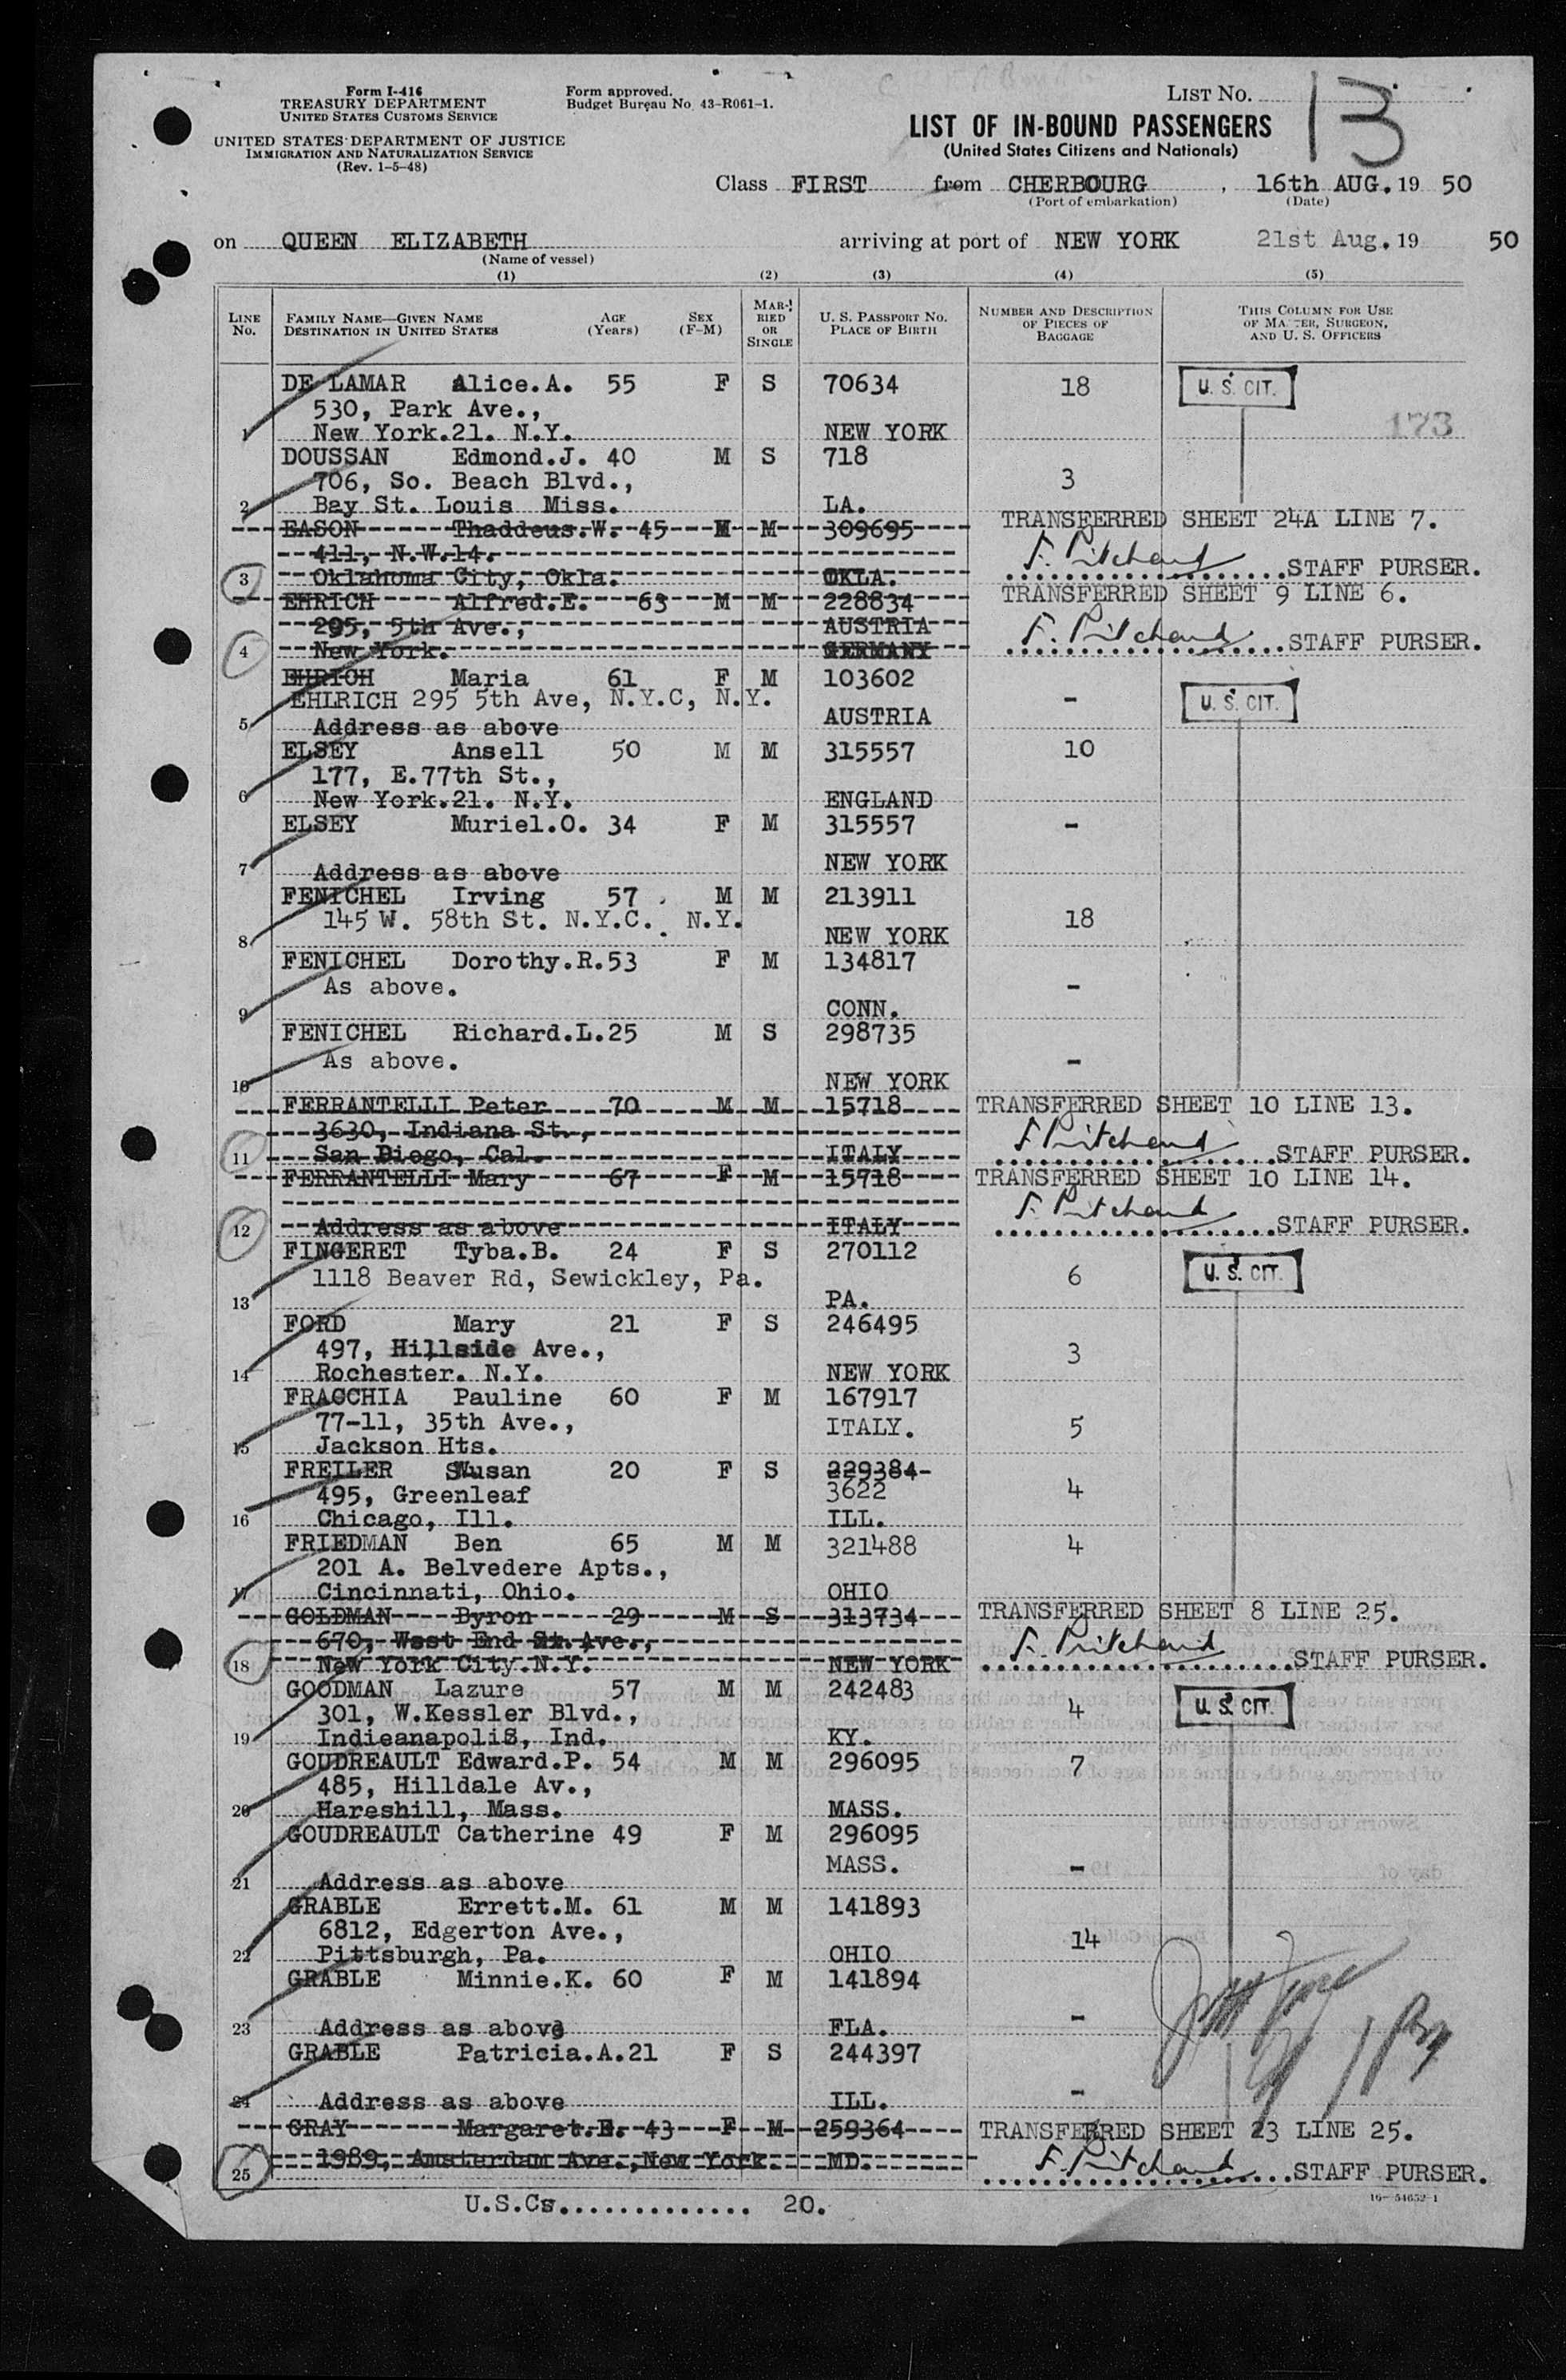 Form I-416
TREASURY DEPARTMENT
UNITED STATES CUSTOMS SERVICE
UNITED STATES DEPARTMENT OF JUSTICE
IMMIGRATION AND NATURALIZATION SERVICE
(Rev. 1-5-48)
Form approved.
Budget Bureau No. 43-R061-1.
LIST No. 13
LIST OF IN-BOUND PASSENGERS
(United States Citizens and Nationals)
Class FIRST from CHERBOURG , 16th AUG. 19 50
(Port of embarkation) (Date)
on QUEEN ELIZABETH arriving at port of NEW YORK 21st Aug. 19 50
(Name of vessel)
(1) (2) (3) (4) (5)
LINE No. FAMILY NAME—GIVEN NAME DESTINATION IN UNITED STATES AGE (Years) SEX (F-M) MARRIED OR SINGLE U. S. PASSPORT No. PLACE OF BIRTH NUMBER AND DESCRIPTION OF PIECES OF BAGGAGE THIS COLUMN FOR USE OF MASTER, SURGEON, AND U. S. OFFICERS
DE LAMAR Alice.A. 55 F S 70634 18 U. S. CIT.
530, Park Ave.,
173
1 New York.21. N.Y. NEW YORK
DOUSSAN Edmond.J. 40 M S 718
706, So. Beach Blvd., 3
2 Bay St. Louis Miss. LA.
EASON Thaddeus.W. 45 M M 309695 TRANSFERRED SHEET 24A LINE 7.
411, N.W.14. F. Pritchard
3 Oklahoma City, Okla. OKLA. STAFF PURSER.
EHRICH Alfred.E. 63 M M 228834 TRANSFERRED SHEET 9 LINE 6.
295, 5th Ave., AUSTRIA F. Pritchard
4 New York. GERMANY STAFF PURSER.
EHRICH Maria 61 F M 103602
EHLRICH 295 5th Ave, N.Y.C, N.Y. - U. S. CIT.
AUSTRIA
5 Address as above
ELSEY Ansell 50 M M 315557 10
177, E.77th St.,
6 New York.21. N.Y. ENGLAND
ELSEY Muriel.O. 34 F M 315557 -
NEW YORK
7 Address as above
FENICHEL Irving 57 M M 213911
145 W. 58th St. N.Y.C. N.Y. 18
8 NEW YORK
FENICHEL Dorothy.R. 53 F M 134817
As above. -
9 CONN.
FENICHEL Richard.L. 25 M S 298735
As above. -
10 NEW YORK
FERRANTELLI Peter 70 M M 15718 TRANSFERRED SHEET 10 LINE 13.
3630, Indiana St., F. Pritchard
11 San Diego, Cal. ITALY STAFF PURSER.
FERRANTELLI Mary 67 F M 15718 TRANSFERRED SHEET 10 LINE 14.
F. Pritchard
12 Address as above ITALY STAFF PURSER.
FINGERET Tyba.B. 24 F S 270112
1118 Beaver Rd, Sewickley, Pa. 6 U. S. CIT.
13 PA.
FORD Mary 21 F S 246495
497, Hillside Ave., 3
14 Rochester. N.Y. NEW YORK
FRACCHIA Pauline 60 F M 167917
77-11, 35th Ave., ITALY. 5
15 Jackson Hts.
FREILER Susan 20 F S 229384
495, Greenleaf 3622 4
16 Chicago, Ill. ILL.
FRIEDMAN Ben 65 M M 321488 4
201 A. Belvedere Apts.,
17 Cincinnati, Ohio. OHIO
GOLDMAN Byron 29 M S 313734 TRANSFERRED SHEET 8 LINE 25.
670, West End St. Ave., F. Pritchard
18 New York City.N.Y. NEW YORK STAFF PURSER.
GOODMAN Lazure 57 M M 242483
301, W.Kessler Blvd., 4 U. S. CIT.
19 Indieanapolis, Ind. KY.
GOUDREAULT Edward.P. 54 M M 296095 7
485, Hilldale Av.,
20 Hareshill, Mass. MASS.
GOUDREAULT Catherine 49 F M 296095
MASS. -
21 Address as above
GRABLE Errett.M. 61 M M 141893
6812, Edgerton Ave., 14
22 Pittsburgh, Pa. OHIO
GRABLE Minnie.K. 60 F M 141894
-
23 Address as above FLA.
GRABLE Patricia.A. 21 F S 244397
-
24 Address as above ILL.
GRAY Margaret.E. 43 F M 259364 TRANSFERRED SHEET 23 LINE 25.
25 1989, Amsterdam Ave.,New York. MD. F. Pritchard STAFF PURSER.
U.S.Cs.............. 20.
16—54652-1